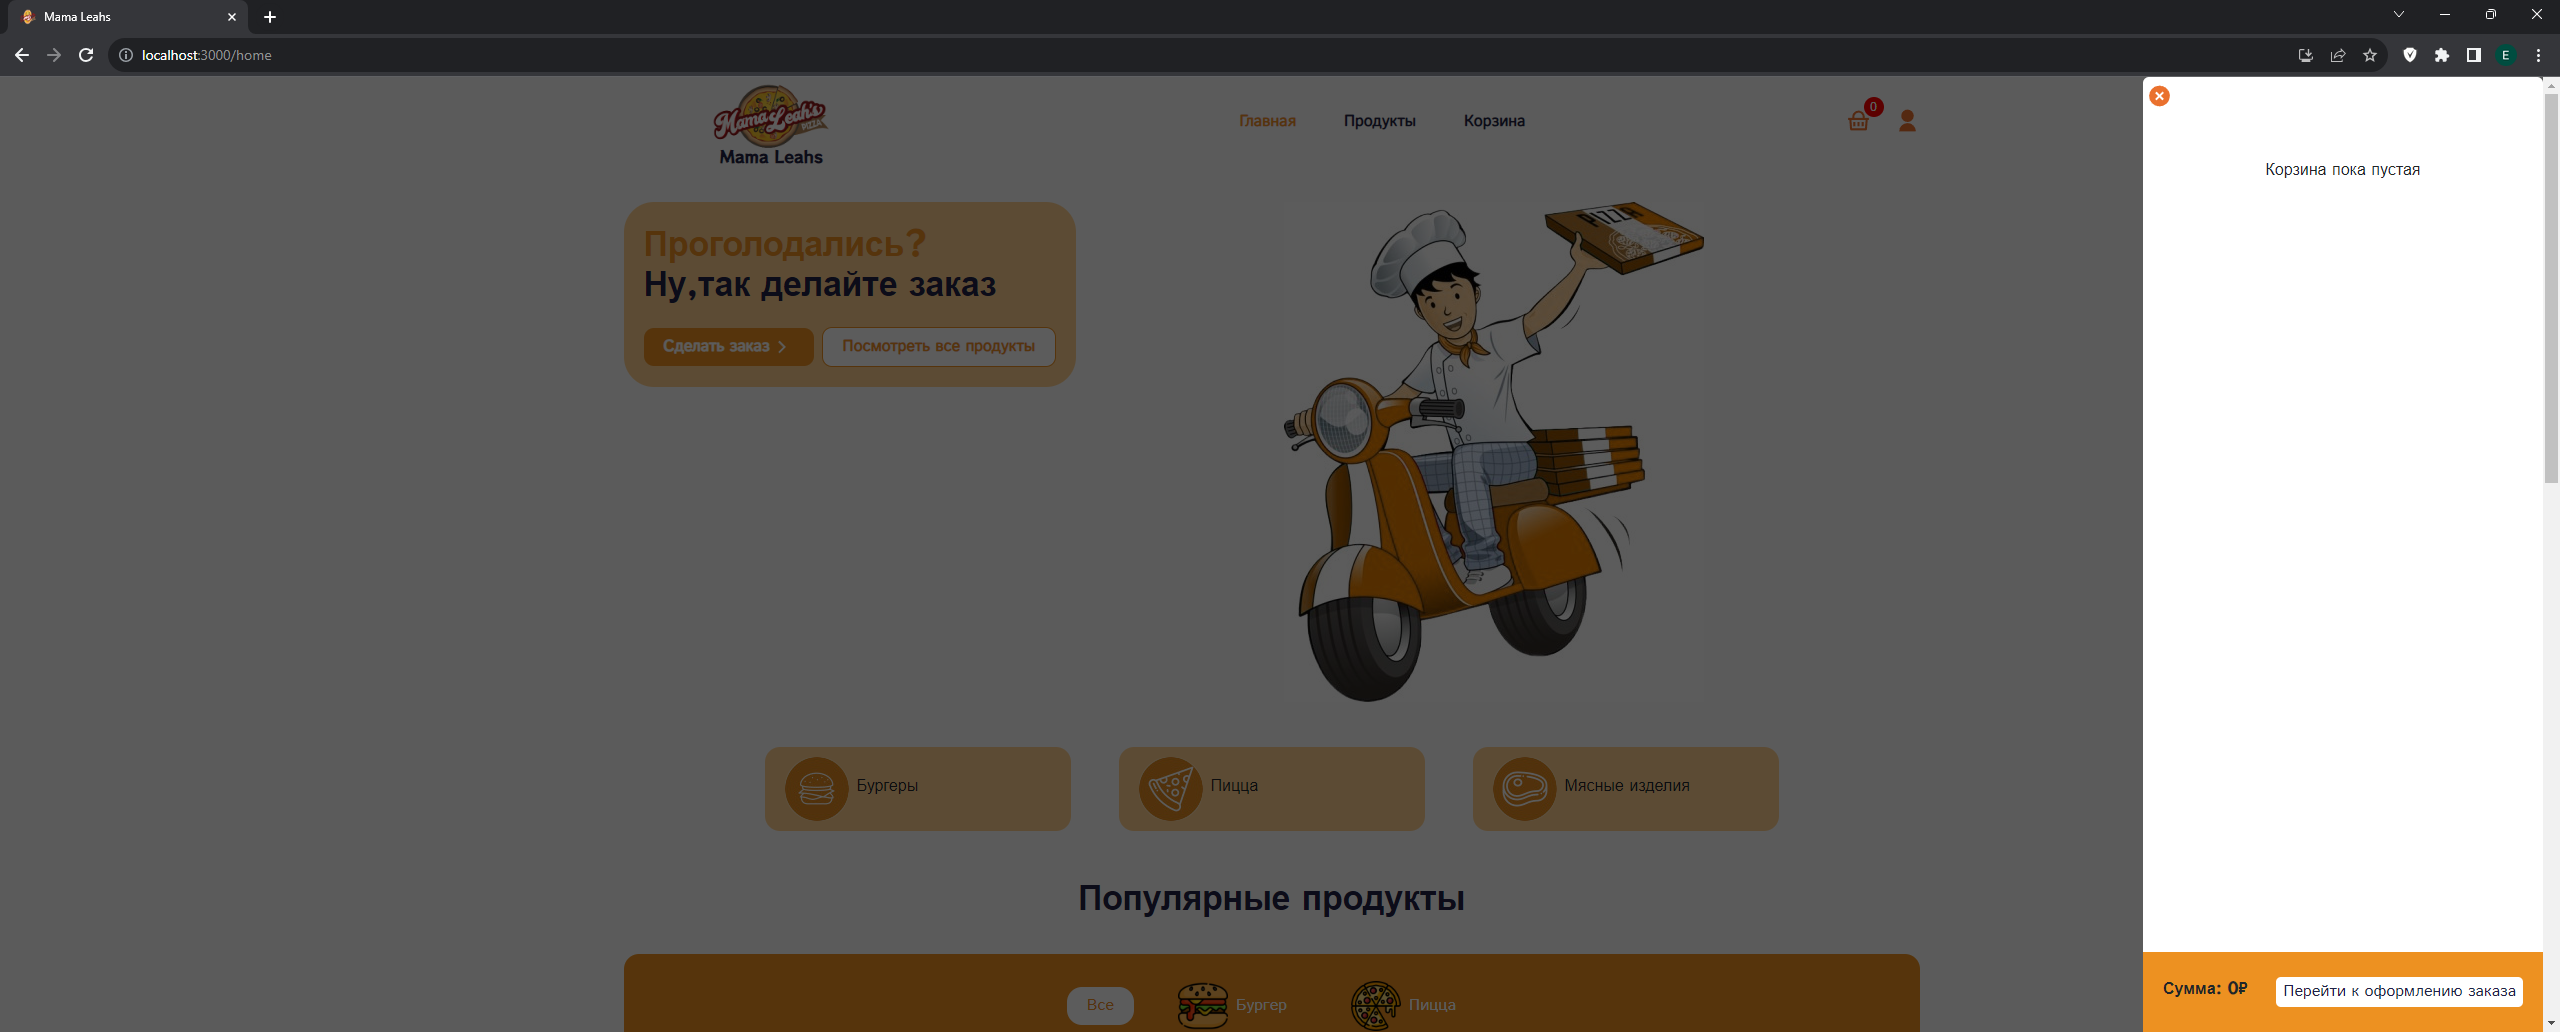 Mama Leahs
localhost:3000/home
Mama Leah's
PIZZA
Mama Leahs
Главная
Продукты
Корзина
0
E
Корзина пока пустая
Проголодались?
Ну,так делайте заказ
Сделать заказ
Посмотреть все продукты
PIZZA
Бургеры
Пицца
Мясные изделия
Популярные продукты
Все
Бургер
Пицца
Сумма: 0₽
Перейти к оформлению заказа